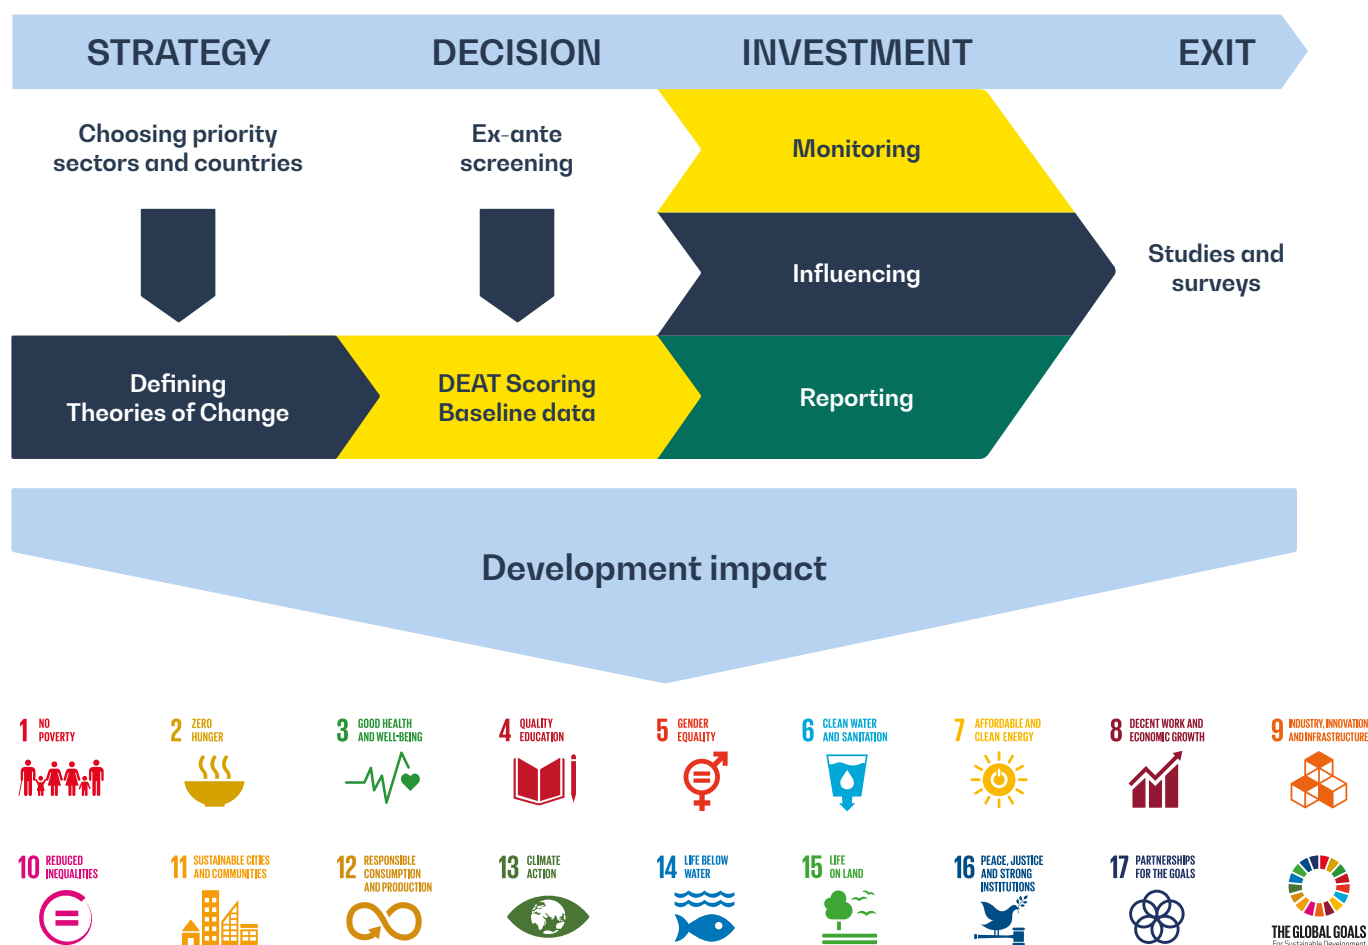 STRATEGY
DECISION
INVESTMENT
EXIT
Choosing priority
sectors and countries
Ex-ante
screening
Monitoring
Influencing
Studies and
surveys
Defining
Theories of Change
DEAT Scoring
Baseline data
Reporting
Development impact
1 NO
POVERTY
2 ZERO
HUNGER
3 GOOD HEALTH
AND WELL-BEING
4 QUALITY
EDUCATION
5 GENDER
EQUALITY
6 CLEAN WATER
AND SANITATION
7 AFFORDABLE AND
CLEAN ENERGY
8 DECENT WORK AND
ECONOMIC GROWTH
9 INDUSTRY, INNOVATION
AND INFRASTRUCTURE
10 REDUCED
INEQUALITIES
11 SUSTAINABLE CITIES
AND COMMUNITIES
12 RESPONSIBLE
CONSUMPTION
AND PRODUCTION
13 CLIMATE
ACTION
14 LIFE BELOW
WATER
15 LIFE
ON LAND
16 PEACE, JUSTICE
AND STRONG
INSTITUTIONS
17 PARTNERSHIPS
FOR THE GOALS
THE GLOBAL GOALS
For Sustainable Development